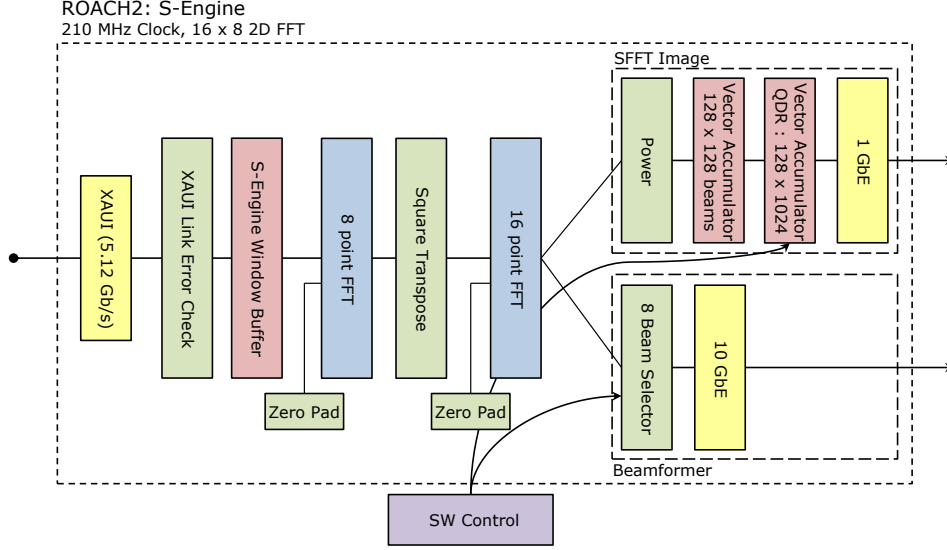 ROACH2: S-Engine
210 MHz Clock, 16 x 8 2D FFT
XAUI (5.12 Gb/s)
XAUI Link Error Check
S-Engine Window Buffer
8 point FFT
Zero Pad
Square Transpose
16 point FFT
Zero Pad
SFFT Image
Power
Vector Accumulator
128 x 128 beams
Vector Accumulator
QDR : 128 x 1024
1 GbE
8 Beam Selector
10 GbE
Beamformer
SW Control